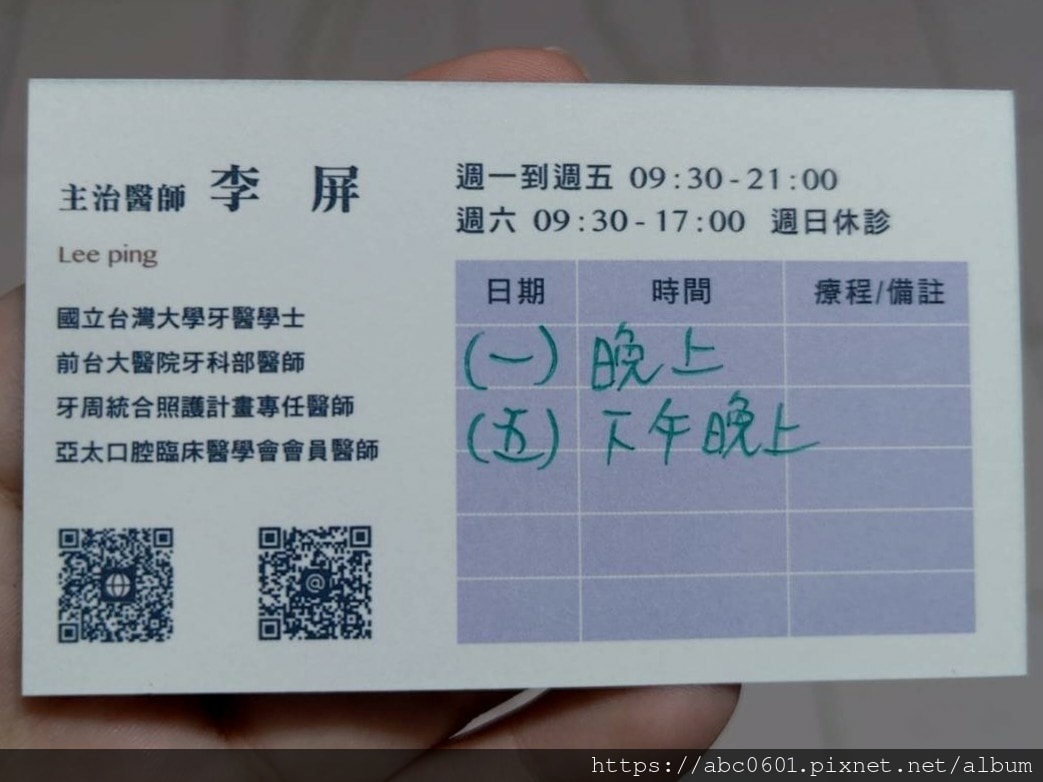 主治醫師 李 屏
Lee ping
國立台灣大學牙醫學士
前台大醫院牙科部醫師
牙周統合照護計畫專任醫師
亞太口腔臨床醫學會會員醫師
週一到週五 09:30-21:00
週六 09:30-17:00 週日休診
日期 時間 療程/備註
(一) 晚上
(五) 下午晚上
@
https://abc0601.pixnet.net/album